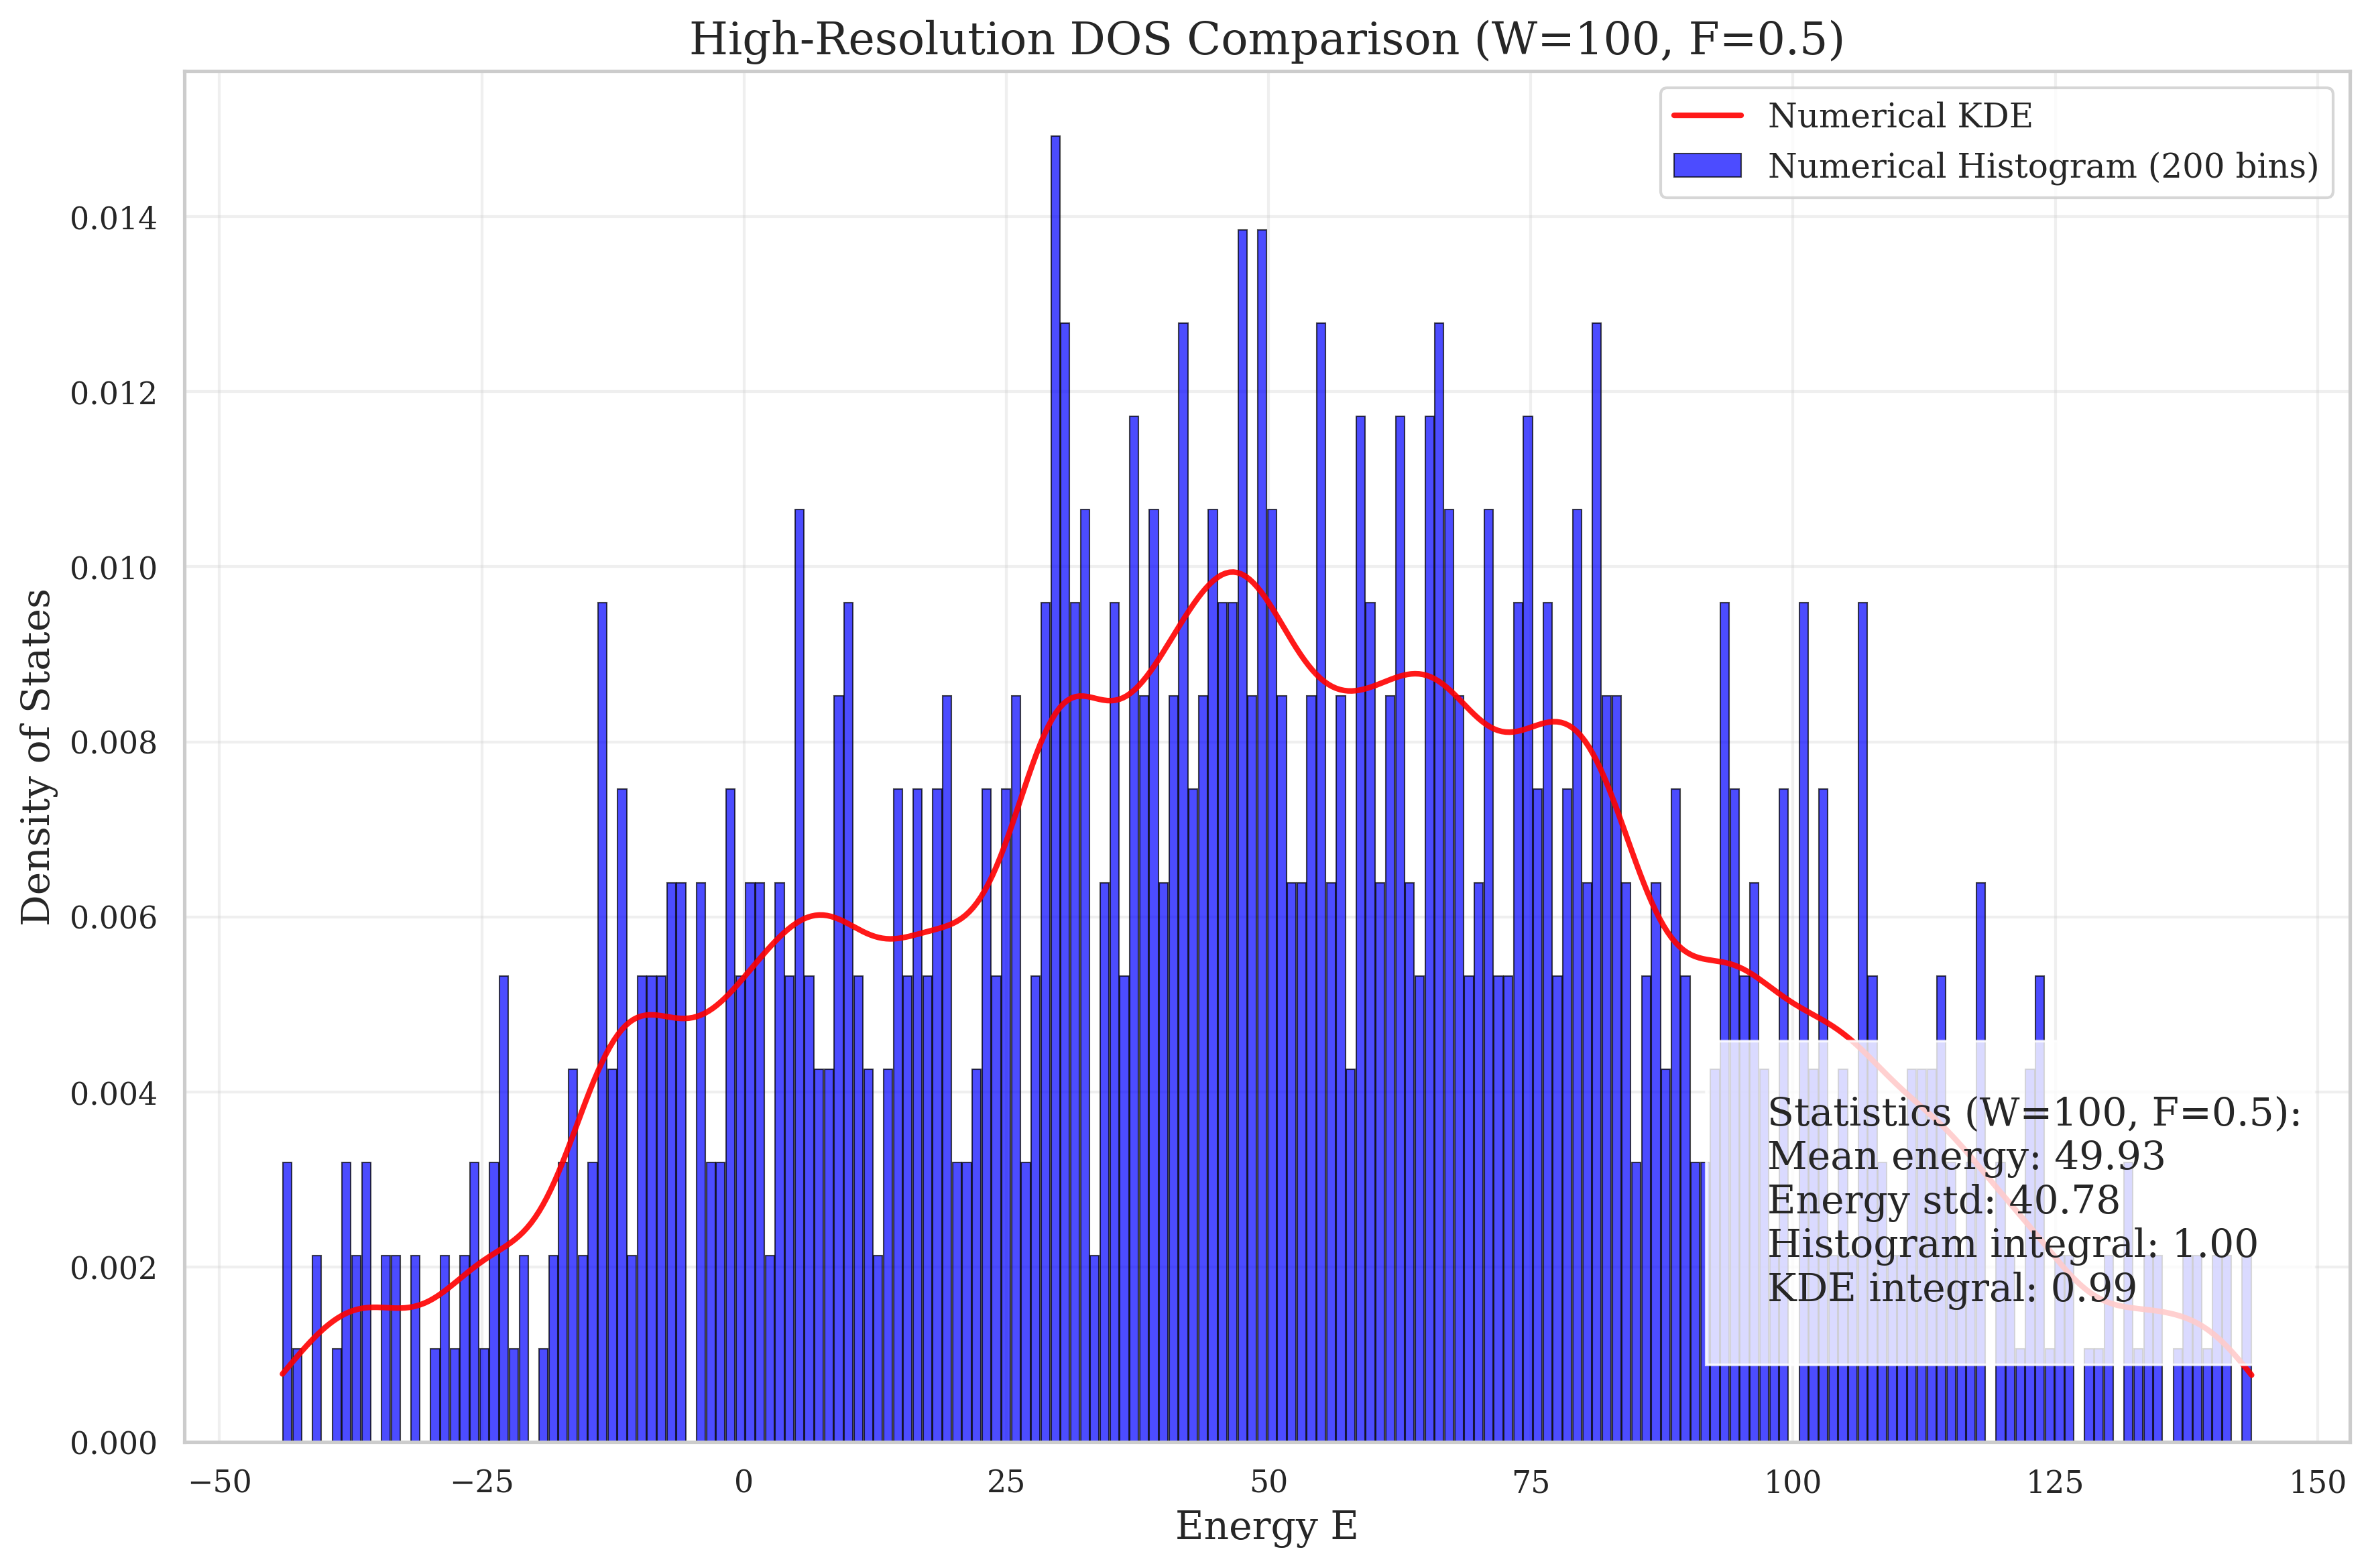 High-Resolution DOS Comparison (W=100, F=0.5)
Numerical KDE
Numerical Histogram (200 bins)
0.014
0.012
0.010
0.008
0.006
0.004
0.002
0.000
Density of States
Statistics (W=100, F=0.5):
Mean energy: 49.93
Energy std: 40.78
Histogram integral: 1.00
KDE integral: 0.99
−50 −25 0 25 50 75 100 125 150
Energy E